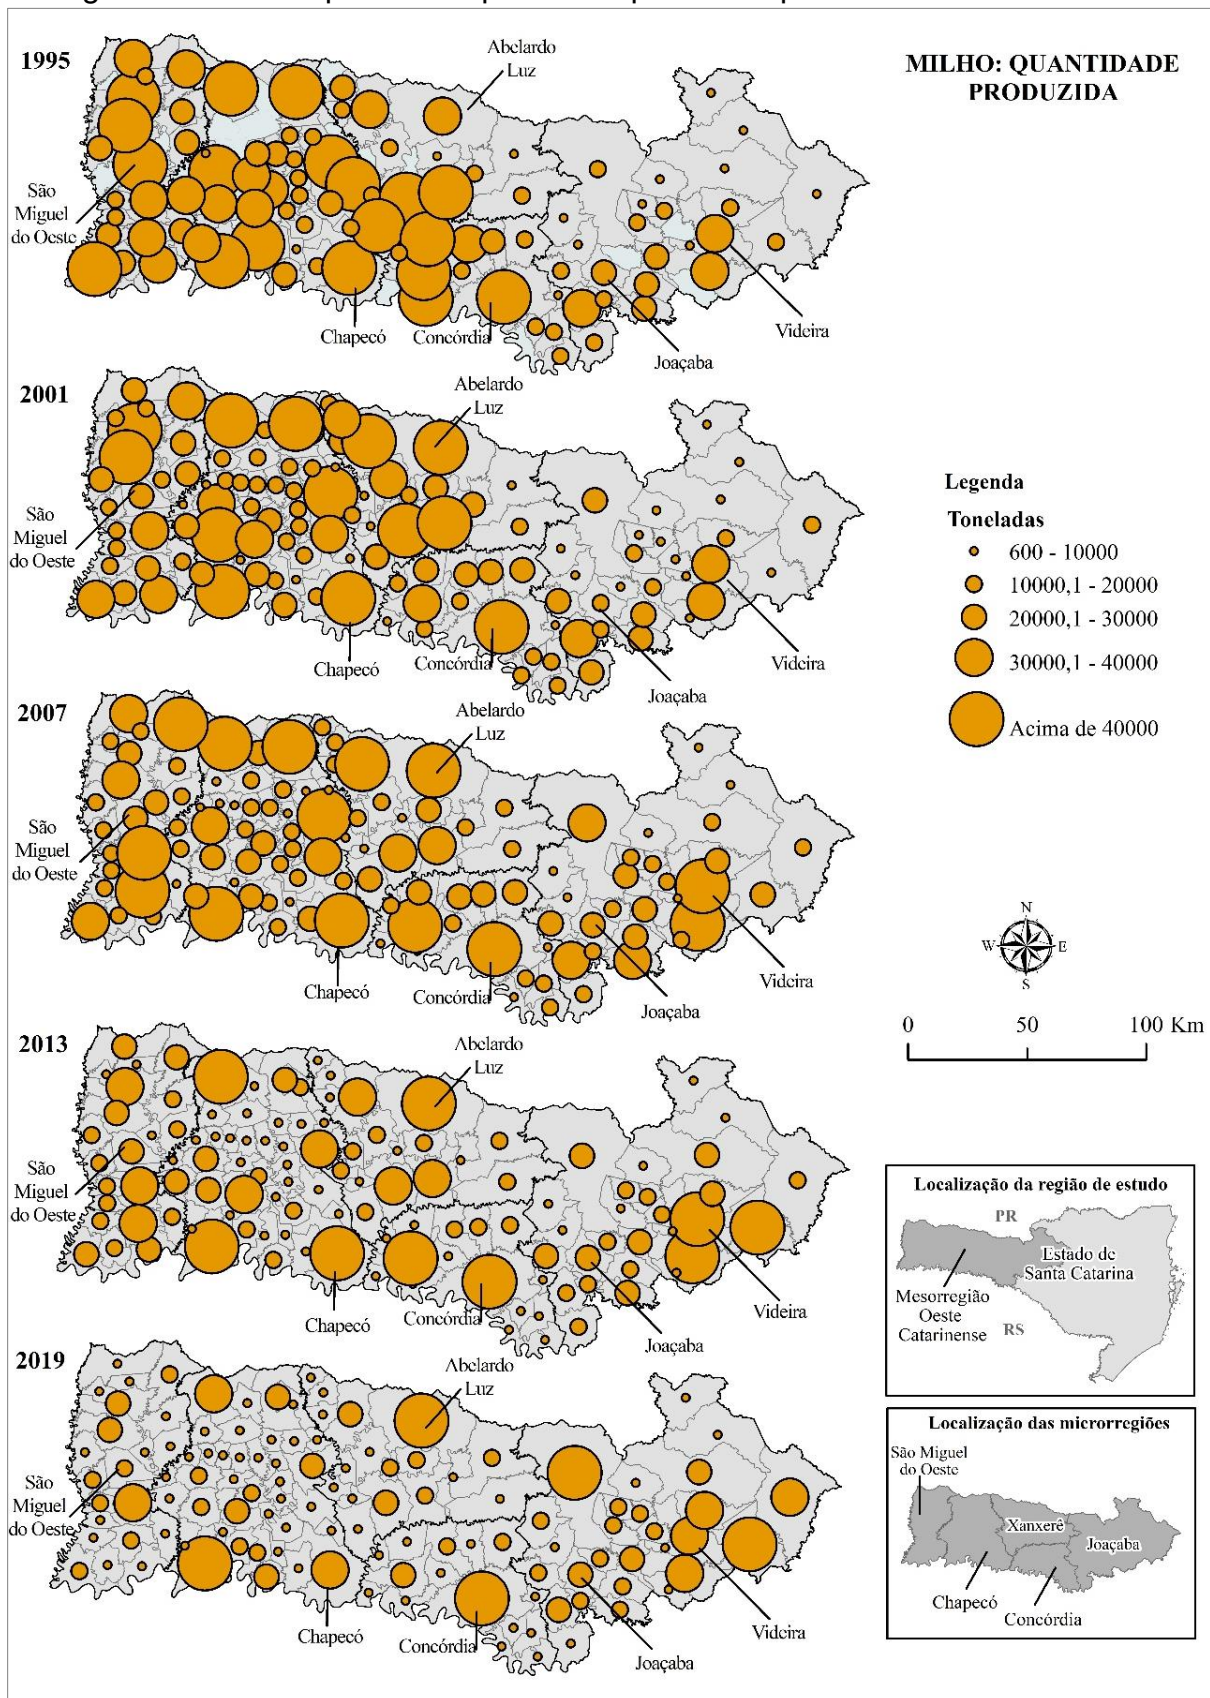 1995
Abelardo
Luz
São
Miguel
do Oeste
Chapecó
Concórdia
Joaçaba
Videira
MILHO: QUANTIDADE
PRODUZIDA
2001
Abelardo
Luz
São
Miguel
do Oeste
Chapecó
Concórdia
Joaçaba
Videira
Legenda
Toneladas
600 - 10000
10000,1 - 20000
20000,1 - 30000
30000,1 - 40000
Acima de 40000
2007
Abelardo
Luz
São
Miguel
do Oeste
Chapecó
Concórdia
Joaçaba
Videira
N
W
E
S
0 50 100 Km
2013
Abelardo
Luz
São
Miguel
do Oeste
Chapecó
Concórdia
Joaçaba
Videira
Localização da região de estudo
PR
Estado de
Santa Catarina
Mesorregião
Oeste
Catarinense
RS
2019
Abelardo
Luz
São
Miguel
do Oeste
Chapecó
Concórdia
Joaçaba
Videira
Localização das microrregiões
São Miguel
do Oeste
Xanxerê
Joaçaba
Chapecó
Concórdia